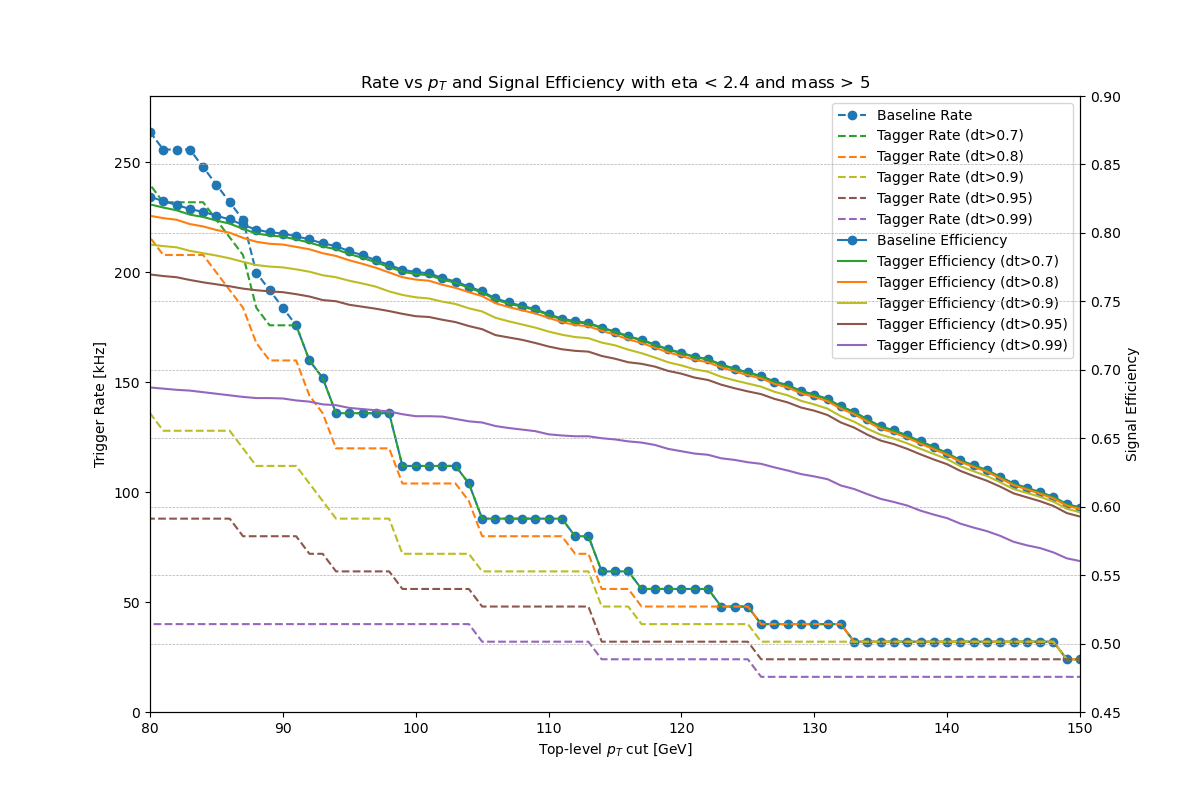 Rate vs pT and Signal Efficiency with eta < 2.4 and mass > 5
Baseline Rate
Tagger Rate (dt>0.7)
Tagger Rate (dt>0.8)
Tagger Rate (dt>0.9)
Tagger Rate (dt>0.95)
Tagger Rate (dt>0.99)
Baseline Efficiency
Tagger Efficiency (dt>0.7)
Tagger Efficiency (dt>0.8)
Tagger Efficiency (dt>0.9)
Tagger Efficiency (dt>0.95)
Tagger Efficiency (dt>0.99)
Trigger Rate [kHz]
250
200
150
100
50
0
0.90
0.85
0.80
0.75
0.70
0.65
0.60
0.55
0.50
0.45
Signal Efficiency
80 90 100 110 120 130 140 150
Top-level pT cut [GeV]